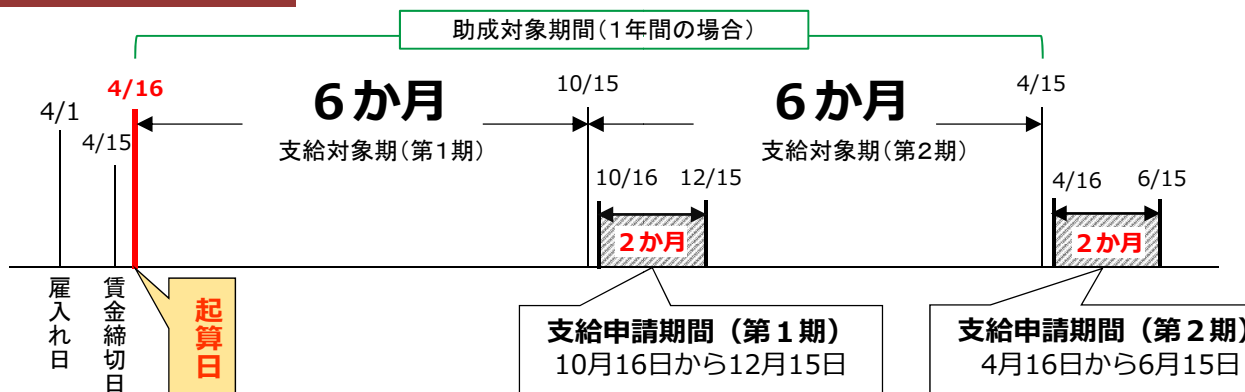 助成対象期間(1年間の場合)
4/16
6か月
10/15
6か月
4/15
4/1
4/15
支給対象期(第1期)
支給対象期(第2期)
10/16
12/15
4/16
6/15
2か月
2か月
雇入れ日
賃金締切日
起算日
支給申請期間(第1期)
10月16日から12月15日
支給申請期間(第2期)
4月16日から6月15日